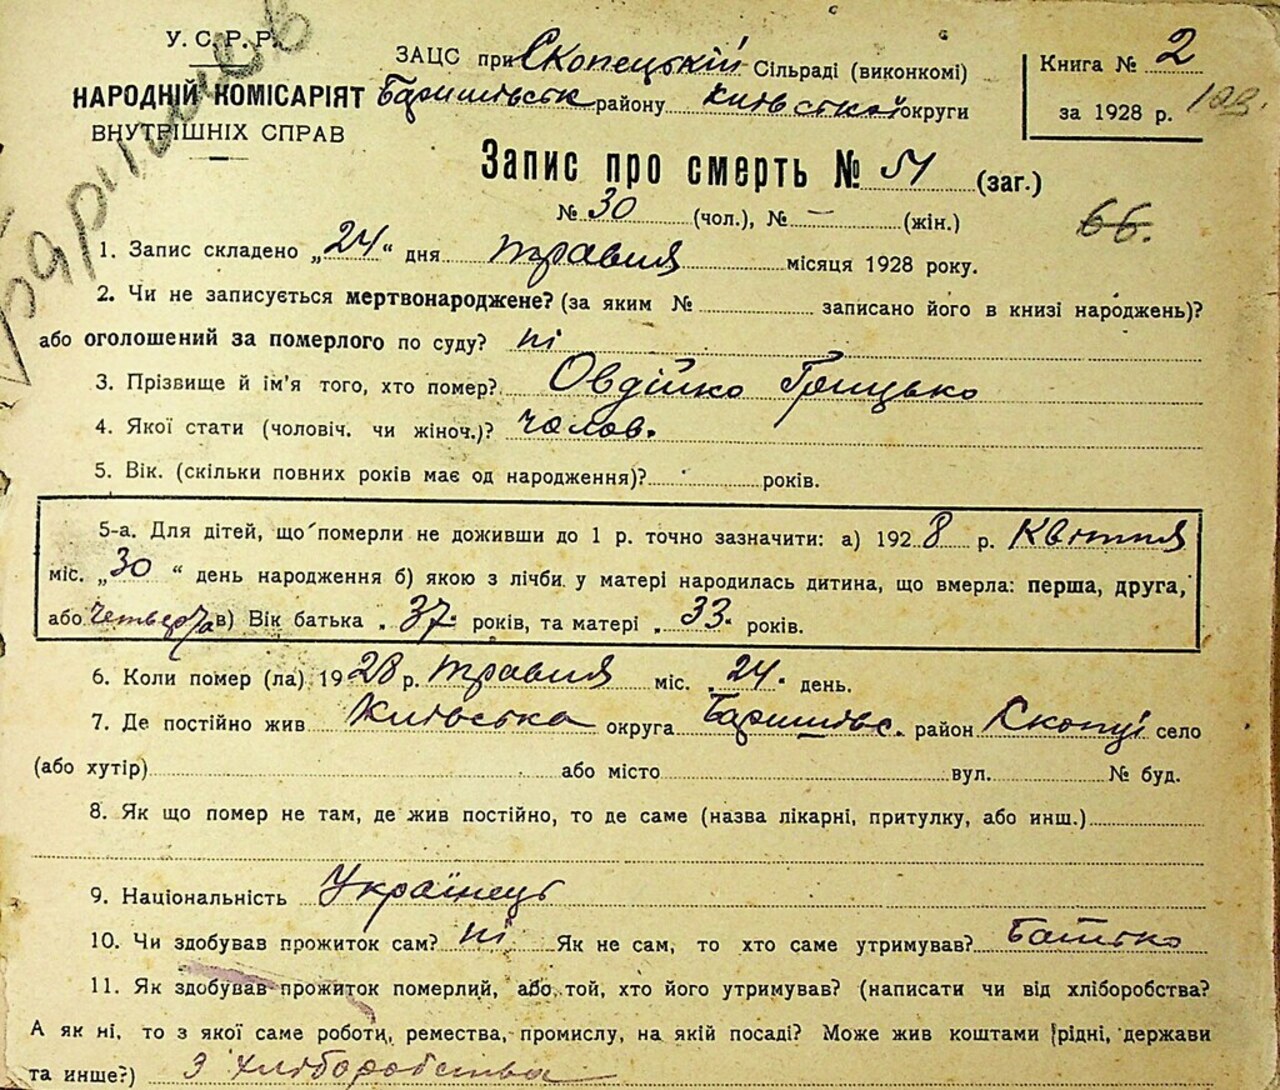 У. С. Р. Р.
НАРОДНІЙ КОМІСАРІЯТ
ВНУТРІШНІХ СПРАВ
ЗАЦС при Скопецькій Сільраді (виконкомі)
Баришівськ району Київської округи
Книга № 2
за 1928 р.
Запис про смерть № 51 (заг.)
№ 30 (чол.), № — (жін.)
66.
1. Запис складено „24“ дня травня місяця 1928 року.
2. Чи не записується мертвонароджене? (за яким № записано його в книзі народжень)?
або оголошений за померлого по суду? ні
3. Прізвище й ім'я того, хто помер? Овдійко Грицько
4. Якої стати (чоловіч. чи жіноч.)? чолов.
5. Вік. (скільки повних років має од народження)? років.
5-а. Для дітей, що померли не доживши до 1 р. точно зазначити: а) 1928 р. Квітня
міс. „30“ день народження б) якою з лічби у матері народилась дитина, що вмерла: перша, друга,
або четверта в) Вік батька 37 років, та матері 33 років.
6. Коли помер (ла) 1928 р. травня міс. 24 день.
7. Де постійно жив Київська округа Баришівс. район Скопці село
(або хутір) або місто вул. № буд.
8. Як що помер не там, де жив постійно, то де саме (назва лікарні, притулку, або инш.)
9. Національність Українець
10. Чи здобував прожиток сам? ні Як не сам, то хто саме утримував? Батько
11. Як здобував прожиток померлий, або той, хто його утримував? (написати чи від хліборобства?
А як ні, то з якої саме роботи, ремества, промислу, на якій посаді? Може жив коштами (рідні, держави
та инше?) З хліборобства